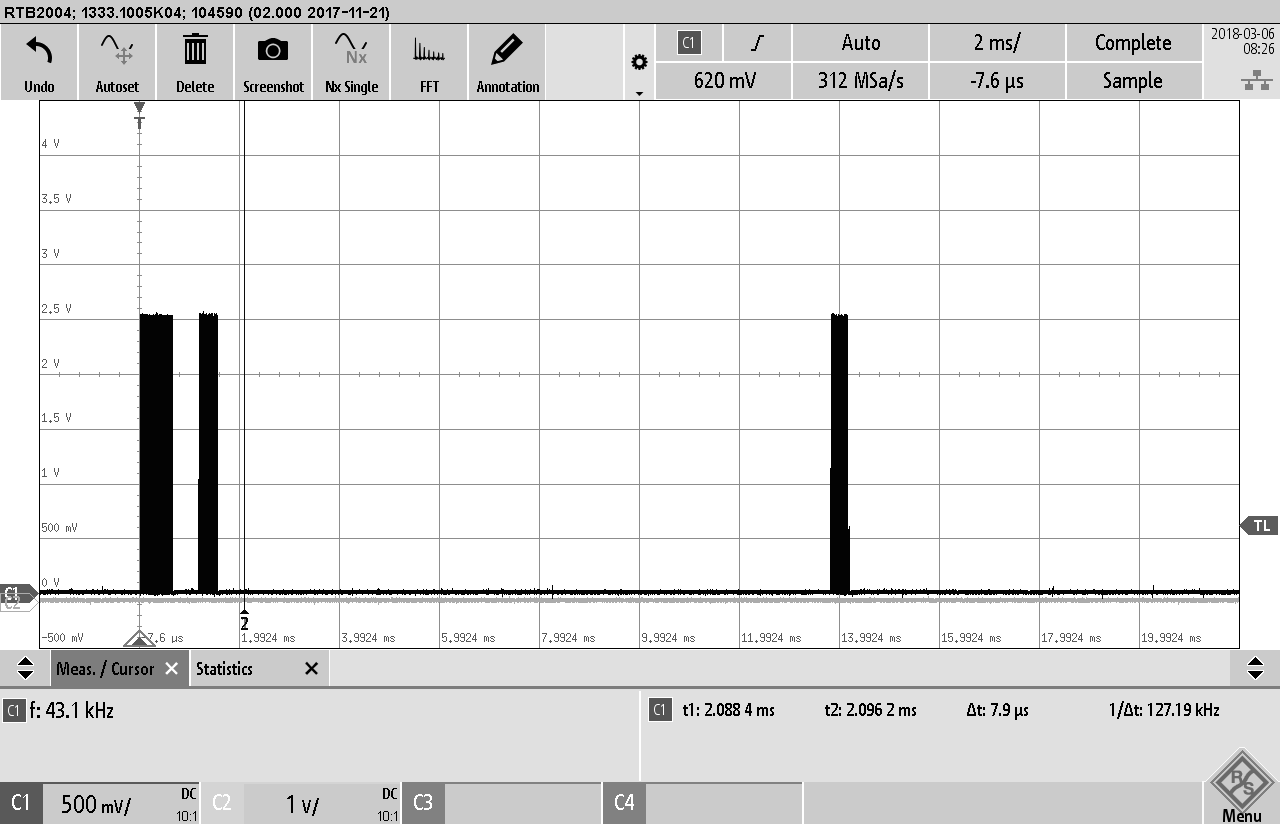 RTB2004; 1333.1005K04; 104590 (02.000 2017-11-21)
Undo
Autoset
Delete
Screenshot
Nx
Nx Single
FFT
Annotation
C1
Auto
2 ms/
Complete
620 mV
312 MSa/s
-7.6 µs
Sample
2018-03-06
08:26
T
4 V
3.5 V
3 V
2.5 V
2 V
1.5 V
1 V
500 mV
TL
0 V
C1
C2
2
-500 mV
-7.6 µs
1.9924 ms
3.9924 ms
5.9924 ms
7.9924 ms
9.9924 ms
11.9924 ms
13.9924 ms
15.9924 ms
17.9924 ms
19.9924 ms
Meas. / Cursor
Statistics
C1 f: 43.1 kHz
C1 t1: 2.088 4 ms t2: 2.096 2 ms Δt: 7.9 µs 1/Δt: 127.19 kHz
C1 500 mV/ DC 10:1
C2 1 V/ DC 10:1
C3
C4
R S
Menu